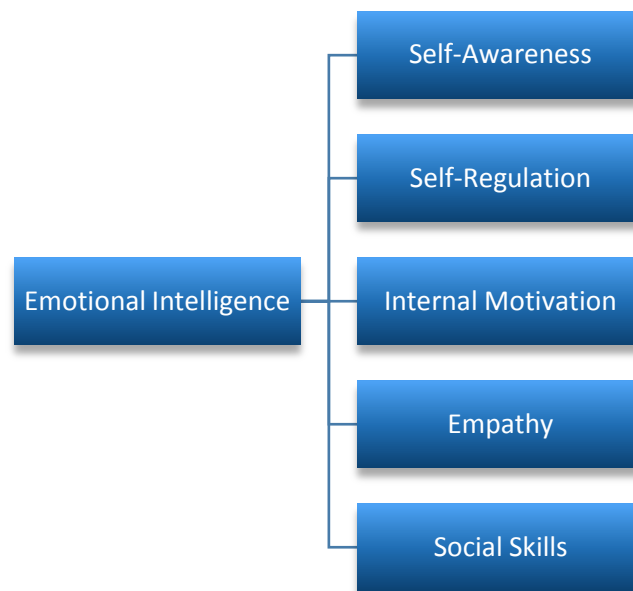 Self-Awareness
Self-Regulation
Emotional Intelligence
Internal Motivation
Empathy
Social Skills